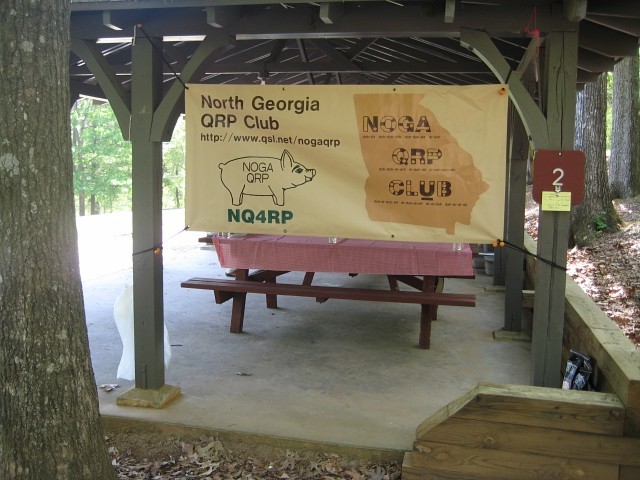 North Georgia
QRP Club
http://www.qsl.net/nogaqrp
NOGA
QRP
NQ4RP
NOGA
QRP
CLUB
2